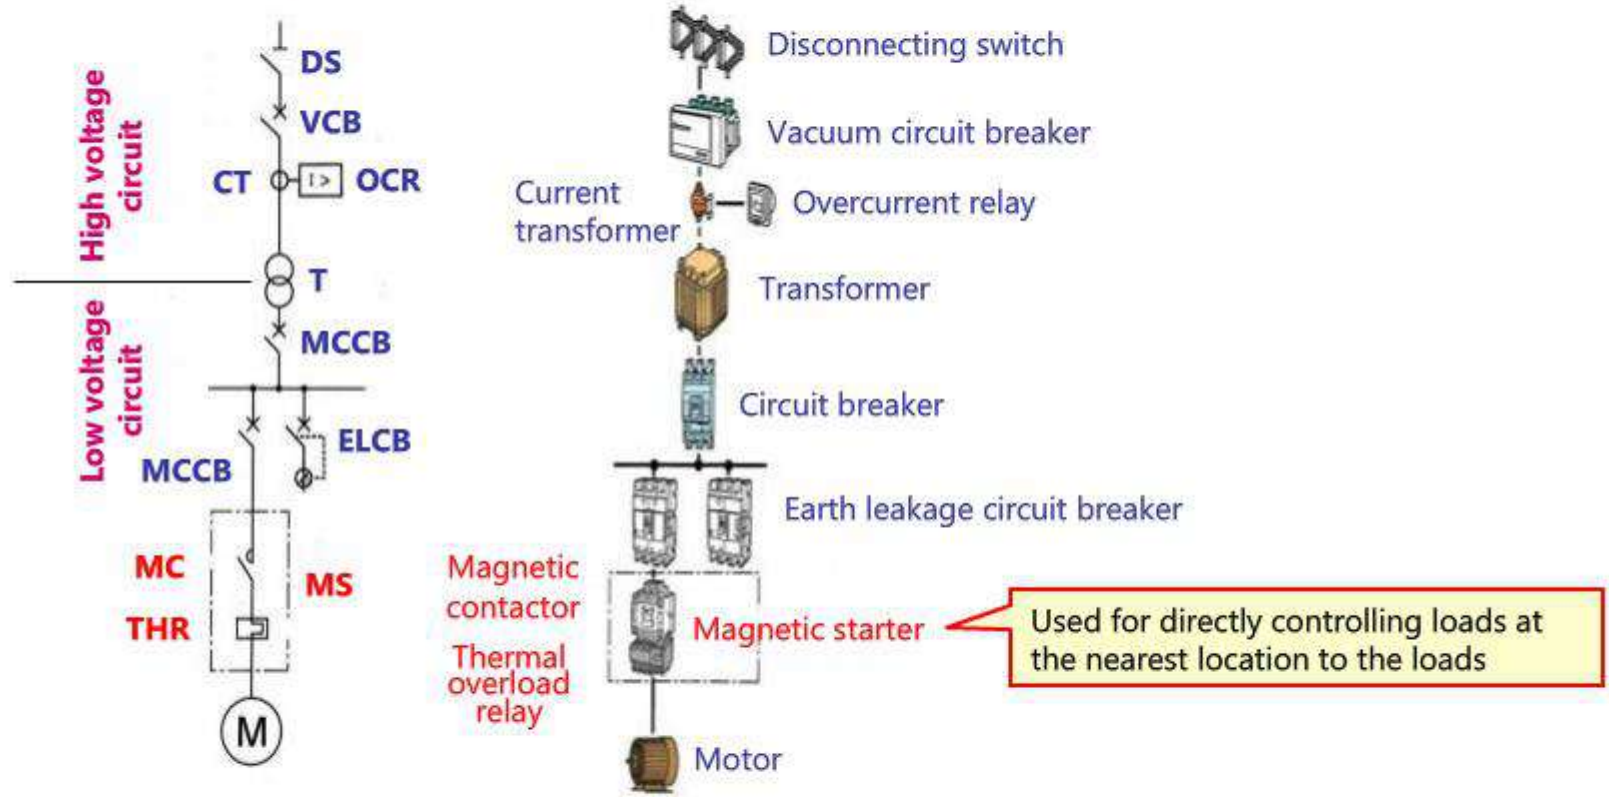 High voltage
circuit
Low voltage
circuit
DS
VCB
CT
I >
OCR
T
MCCB
MCCB
ELCB
MC
MS
THR
M
Disconnecting switch
Vacuum circuit breaker
Current
transformer
Overcurrent relay
Transformer
Circuit breaker
Earth leakage circuit breaker
Magnetic
contactor
Magnetic starter
Thermal
overload
relay
Motor
Used for directly controlling loads at
the nearest location to the loads